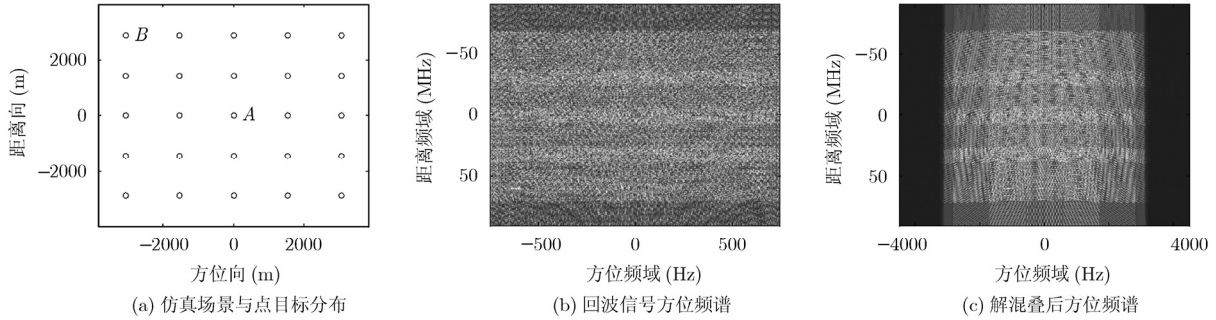 B
2000
0
A
−2000
距离向 (m)
−2000
0
2000
方位向 (m)
(a) 仿真场景与点目标分布
−50
0
50
距离频域 (MHz)
−500
0
500
方位频域 (Hz)
(b) 回波信号方位频谱
−50
0
50
距离频域 (MHz)
−4000
0
4000
方位频域 (Hz)
(c) 解混叠后方位频谱